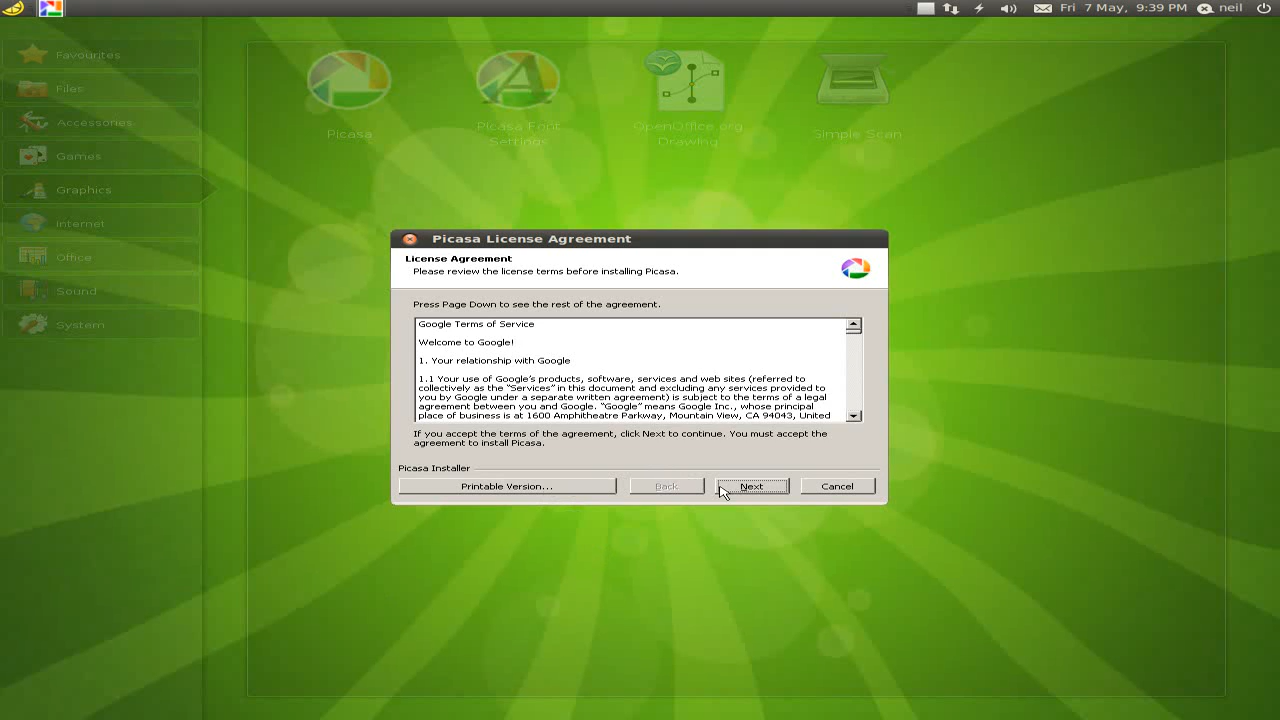 Fri 7 May, 9:39 PM neil
Favourites
Files
Accessories
Games
Graphics
Internet
Office
Sound
System
Picasa
Picasa Font
Settings
OpenOffice.org
Drawing
Simple Scan
Picasa License Agreement
License Agreement
Please review the license terms before installing Picasa.
Press Page Down to see the rest of the agreement.
Google Terms of Service
Welcome to Google!
1. Your relationship with Google
1.1 Your use of Google's products, software, services and web sites (referred to
collectively as the “Services” in this document and excluding any services provided to
you by Google under a separate written agreement) is subject to the terms of a legal
agreement between you and Google. “Google” means Google Inc., whose principal
place of business is at 1600 Amphitheatre Parkway, Mountain View, CA 94043, United
If you accept the terms of the agreement, click Next to continue. You must accept the
agreement to install Picasa.
Picasa Installer
Printable Version... Back Next Cancel